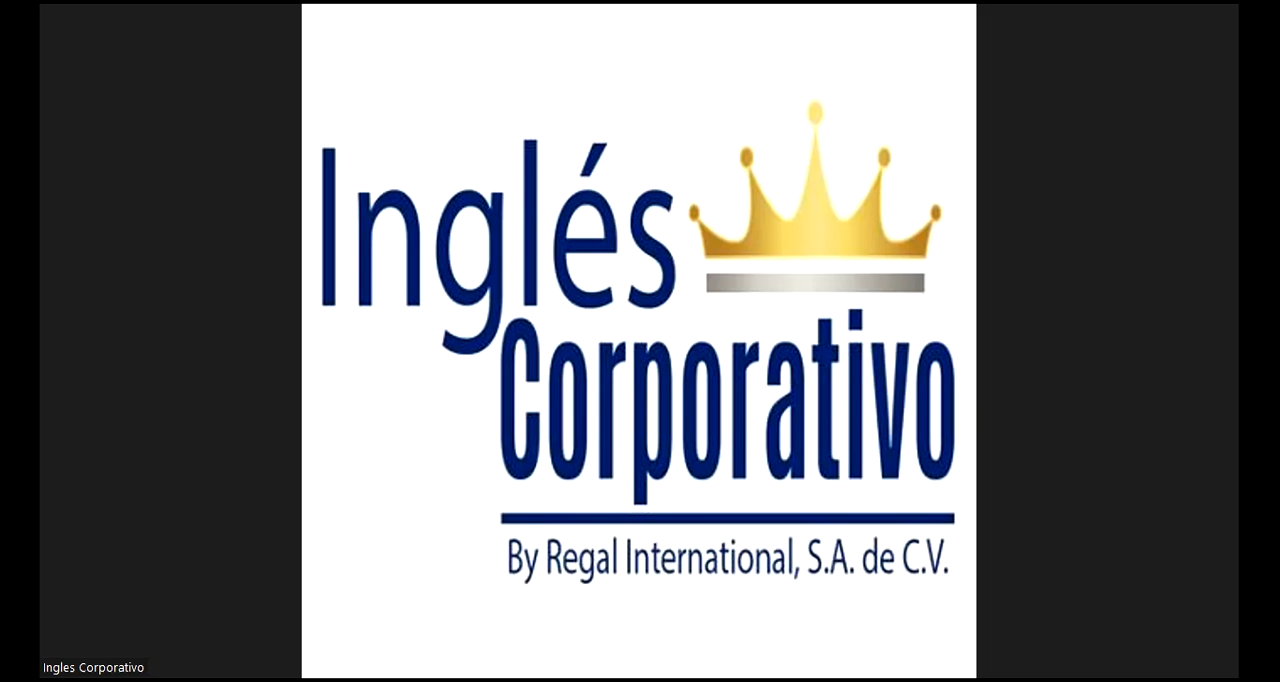 Inglés
Corporativo
By Regal International, S.A. de C.V.
Ingles Corporativo